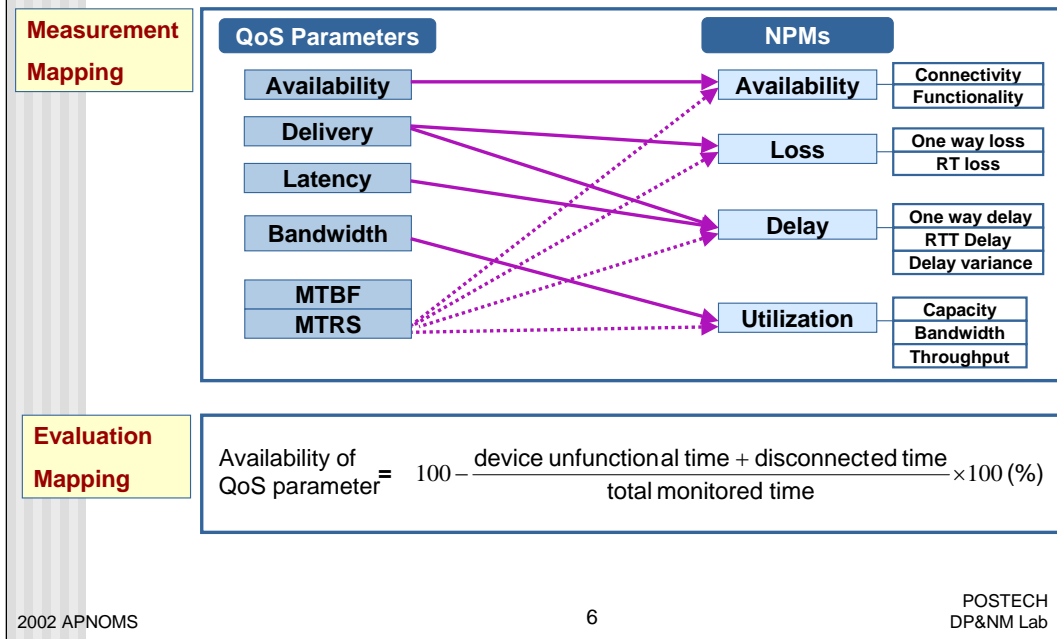 Measurement
Mapping
QoS Parameters
NPMs
Availability
Delivery
Latency
Bandwidth
MTBF
MTRS
Availability
Connectivity
Functionality
Loss
One way loss
RT loss
Delay
One way delay
RTT Delay
Delay variance
Utilization
Capacity
Bandwidth
Throughput
Evaluation
Mapping
Availability of
QoS parameter
= 100 − device unfunctional time + disconnected time
total monitored time
×100 (%)
2002 APNOMS
6
POSTECH
DP&NM Lab